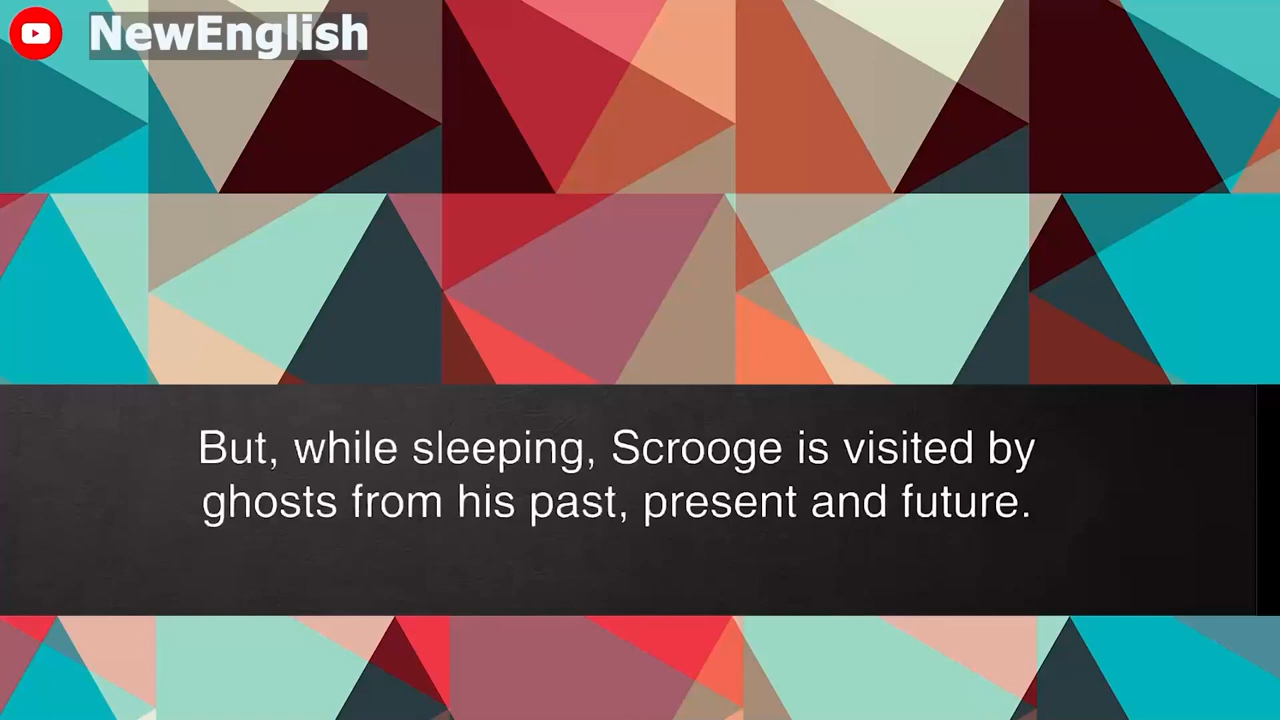 NewEnglish
But, while sleeping, Scrooge is visited by
ghosts from his past, present and future.